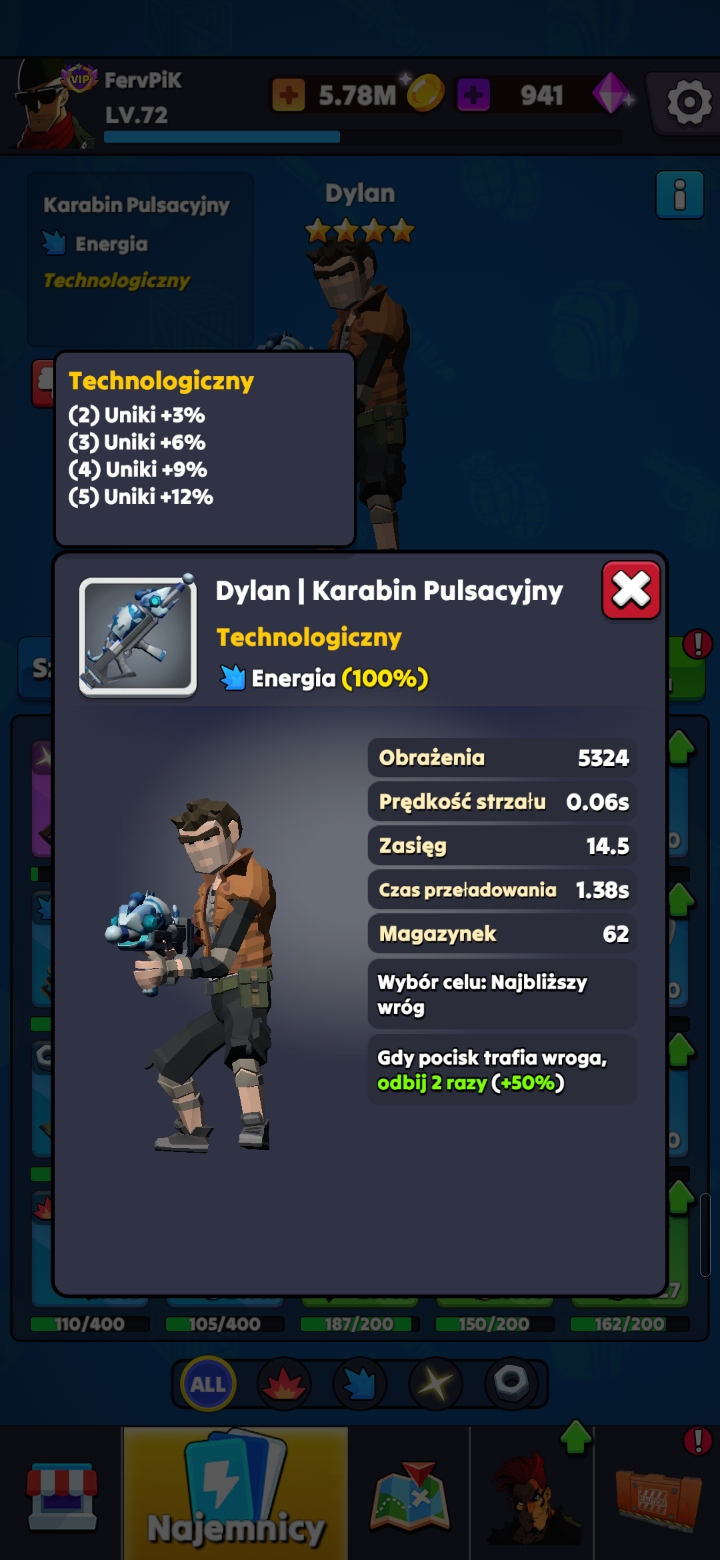 VIP
FervPiK
LV.72
5.78M
941
Karabin Pulsacyjny
Energia
Technologiczny
Dylan
Technologiczny
(2) Uniki +3%
(3) Uniki +6%
(4) Uniki +9%
(5) Uniki +12%
Dylan | Karabin Pulsacyjny
Technologiczny
Energia (100%)
Obrażenia 5324
Prędkość strzału 0.06s
Zasięg 14.5
Czas przeładowania 1.38s
Magazynek 62
Wybór celu: Najbliższy
wróg
Gdy pocisk trafia wroga,
odbij 2 razy (+50%)
110/400 105/400 187/200 150/200 162/200
ALL
Najemnicy